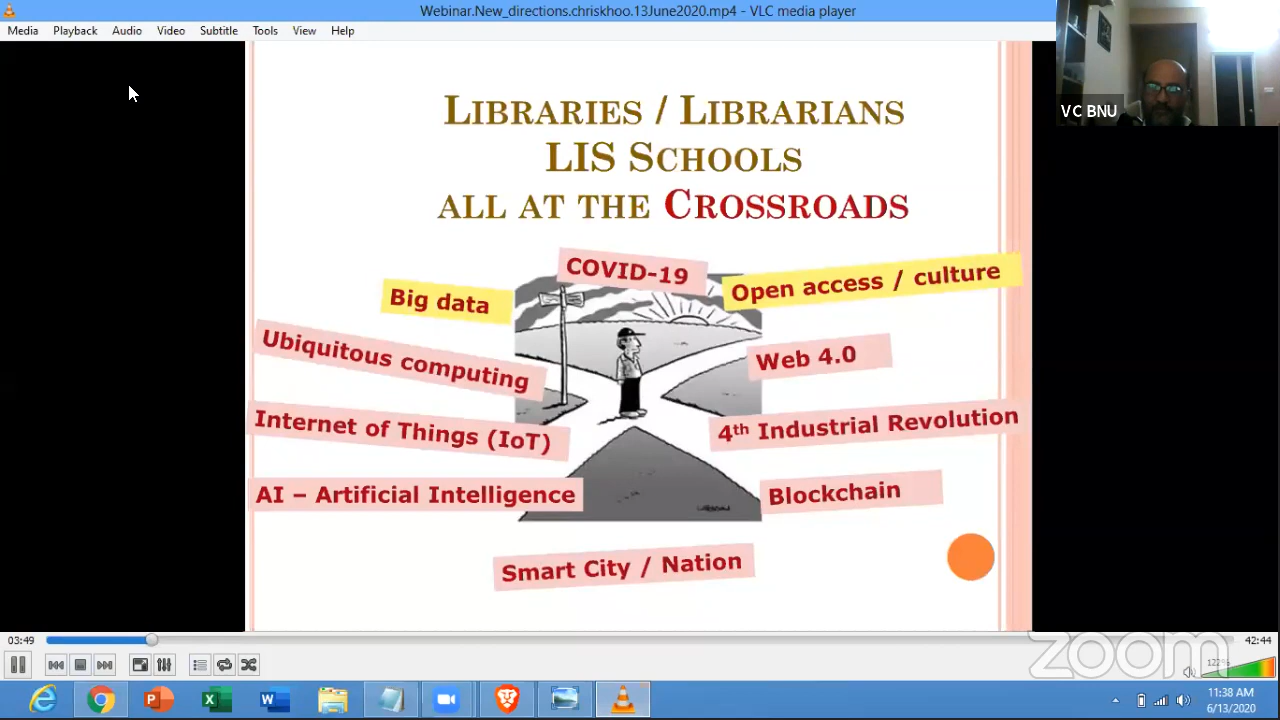 Webinar.New_directions.chriskhoo.13June2020.mp4 - VLC media player
Media Playback Audio Video Subtitle Tools View Help
VC BNU
LIBRARIES / LIBRARIANS
LIS SCHOOLS
ALL AT THE CROSSROADS
COVID-19
Big data
Open access / culture
Ubiquitous computing
Web 4.0
Internet of Things (IoT)
4th Industrial Revolution
AI – Artificial Intelligence
Blockchain
Smart City / Nation
03:49
42:44
zoom
122%
11:38 AM
6/13/2020